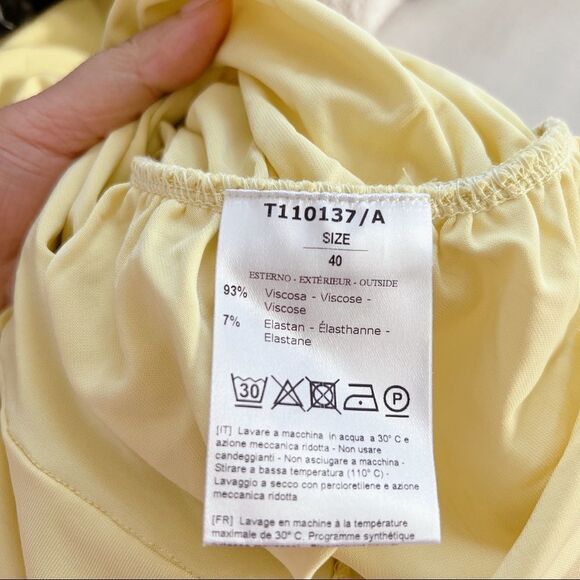 T110137/A
SIZE
40
ESTERNO - EXTÉRIEUR - OUTSIDE
93% Viscosa - Viscose -
Viscose
7% Elastan - Élasthanne -
Elastane
30 P
[IT] Lavare a macchina in acqua a 30° C e
azione meccanica ridotta - Non usare
candeggianti - Non asciugare a macchina -
Stirare a bassa temperatura (110° C) -
Lavaggio a secco con percloretilene e azione
meccanica ridotta
[FR] Lavage en machine à la température
maximale de 30° C. Programme synthétique